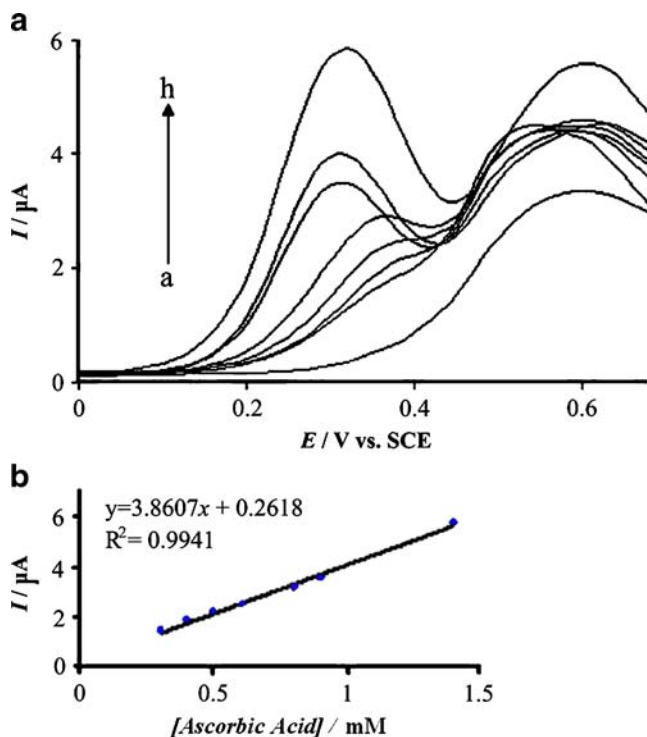 a
6
h
4
I / µA
2
a
0
0 0.2 0.4 0.6
E / V vs. SCE
b
y=3.8607x + 0.2618
R²= 0.9941
6
4
I / µA
2
0
0 0.5 1 1.5
[Ascorbic Acid] / mM